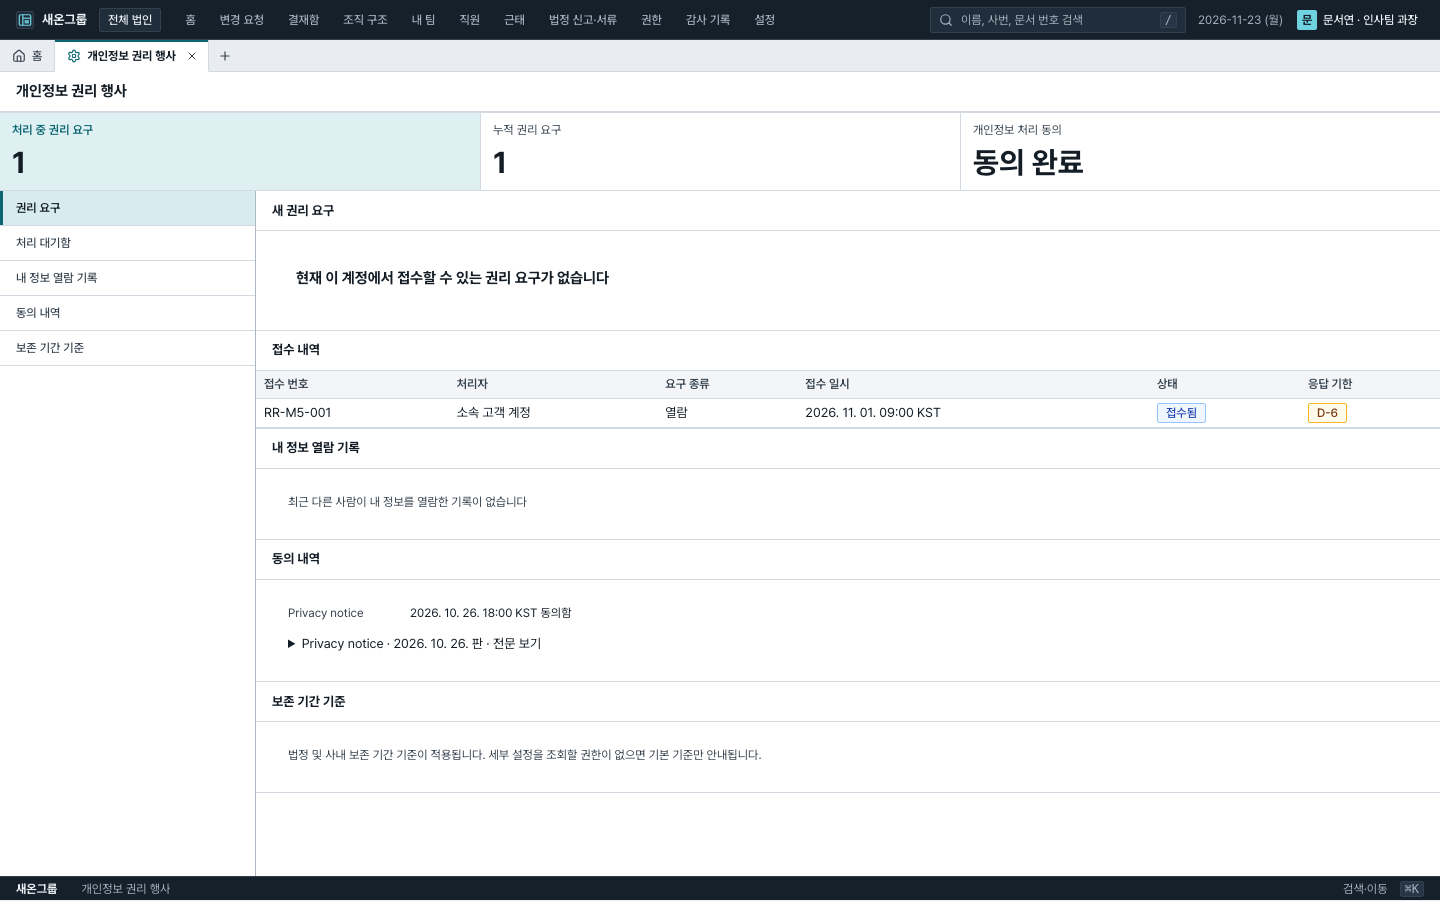 새온그룹 전체 법인 홈 변경 요청 결재함 조직 구조 내 팀 직원 근태 법정 신고·서류 권한 감사 기록 설정 이름, 사번, 문서 번호 검색 / 2026-11-23 (월) 문 문서연 · 인사팀 과장
홈 개인정보 권리 행사
개인정보 권리 행사
처리 중 권리 요구
1
누적 권리 요구
1
개인정보 처리 동의
동의 완료
권리 요구
처리 대기함
내 정보 열람 기록
동의 내역
보존 기간 기준
새 권리 요구
현재 이 계정에서 접수할 수 있는 권리 요구가 없습니다
접수 내역
접수 번호 처리자 요구 종류 접수 일시 상태 응답 기한
RR-M5-001 소속 고객 계정 열람 2026. 11. 01. 09:00 KST 접수됨 D-6
내 정보 열람 기록
최근 다른 사람이 내 정보를 열람한 기록이 없습니다
동의 내역
Privacy notice 2026. 10. 26. 18:00 KST 동의함
Privacy notice · 2026. 10. 26. 판 · 전문 보기
보존 기간 기준
법정 및 사내 보존 기간 기준이 적용됩니다. 세부 설정을 조회할 권한이 없으면 기본 기준만 안내됩니다.
새온그룹 개인정보 권리 행사 검색·이동 ⌘K